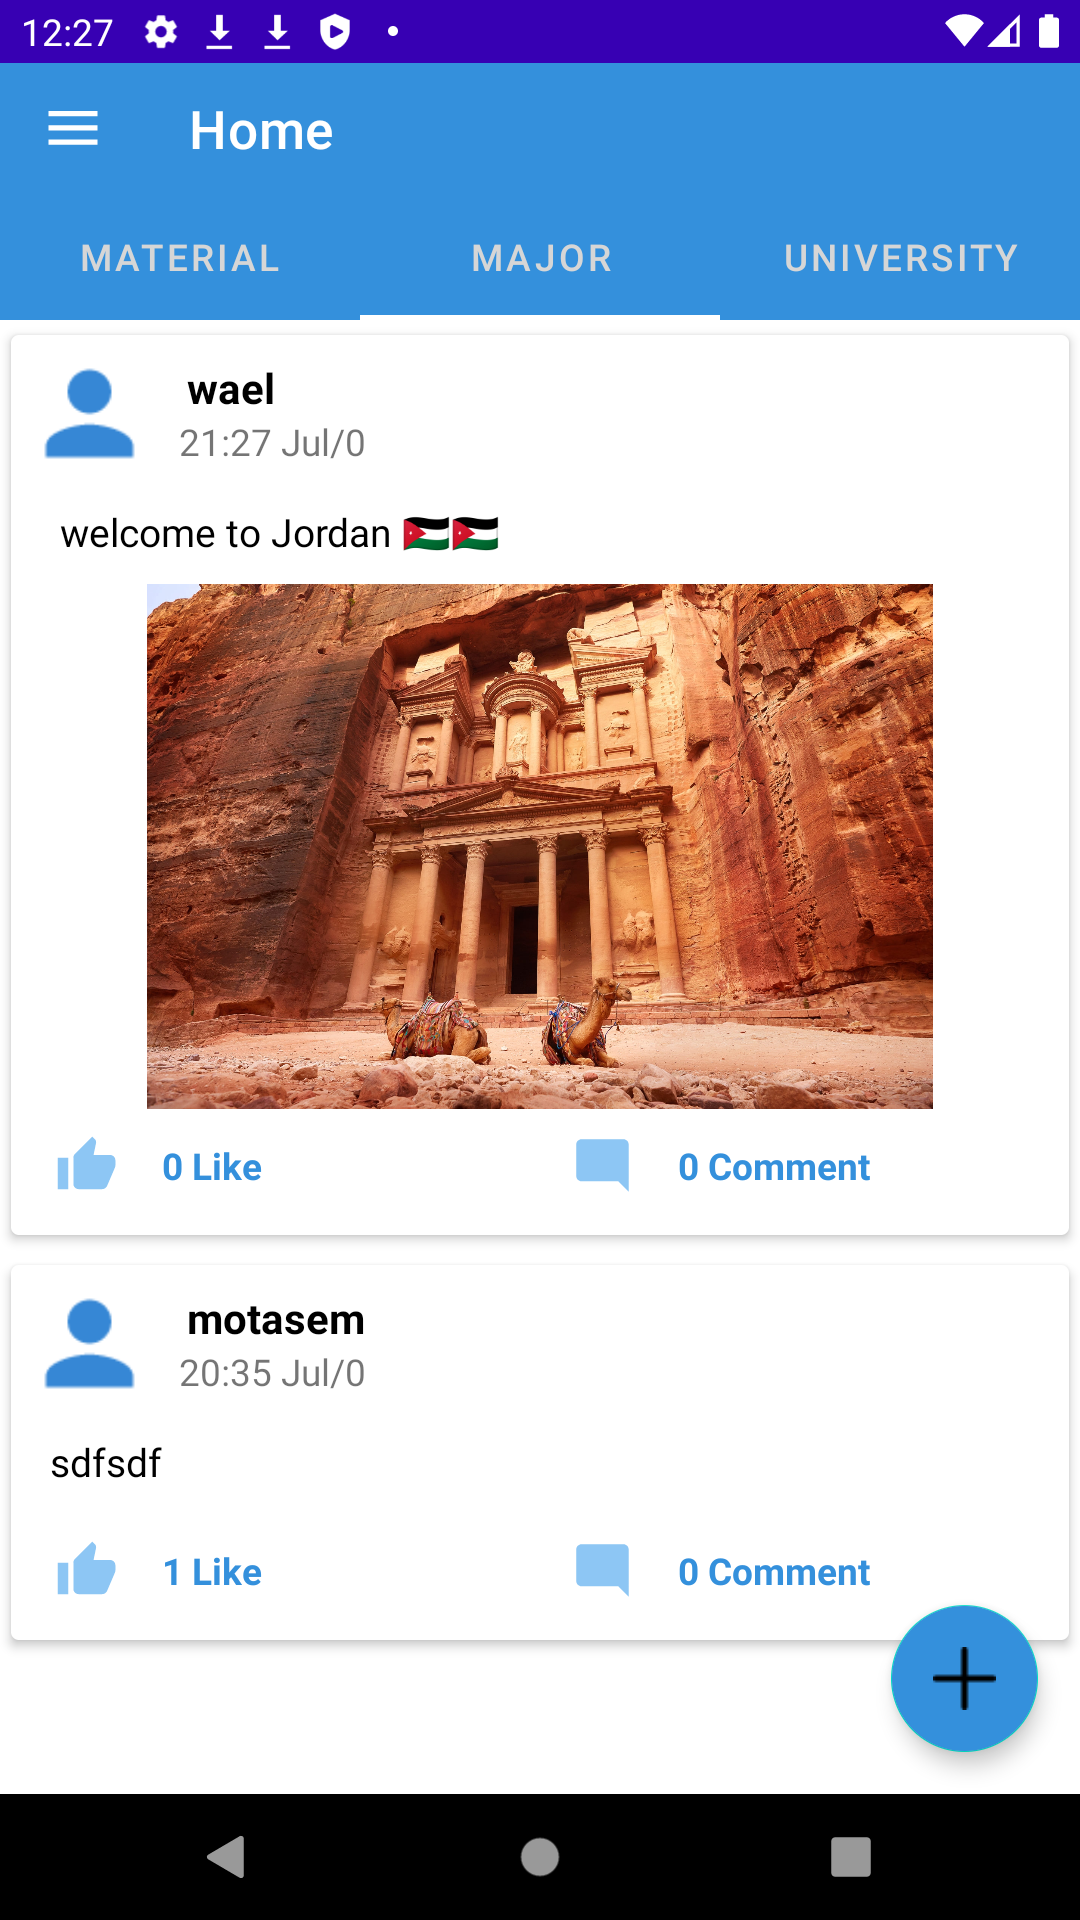 12:27
Home
MATERIAL MAJOR UNIVERSITY
wael
21:27 Jul/0
welcome to Jordan 🇯🇴🇯🇴
0 Like 0 Comment
motasem
20:35 Jul/0
sdfsdf
1 Like 0 Comment